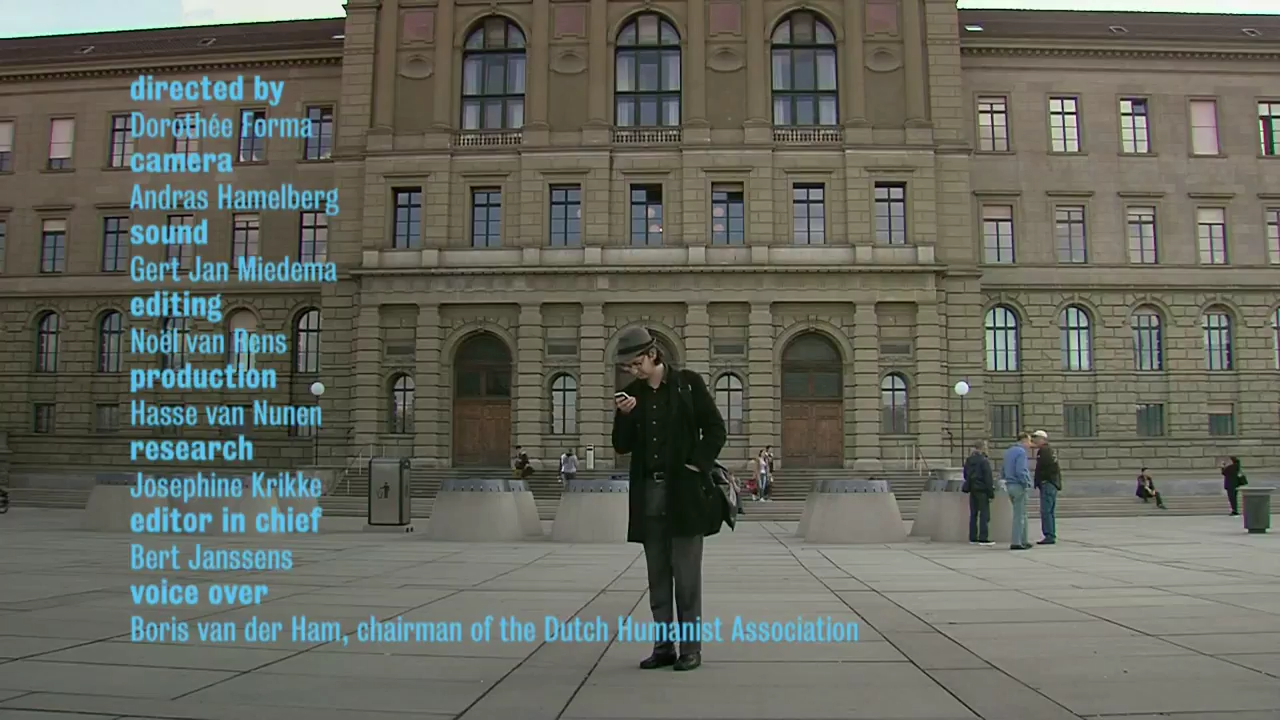 directed by
Dorothée Forma
camera
Andras Hamelberg
sound
Gert Jan Miedema
editing
Noël van Rens
production
Hasse van Nunen
research
Josephine Krikke
editor in chief
Bert Janssens
voice over
Boris van der Ham, chairman of the Dutch Humanist Association